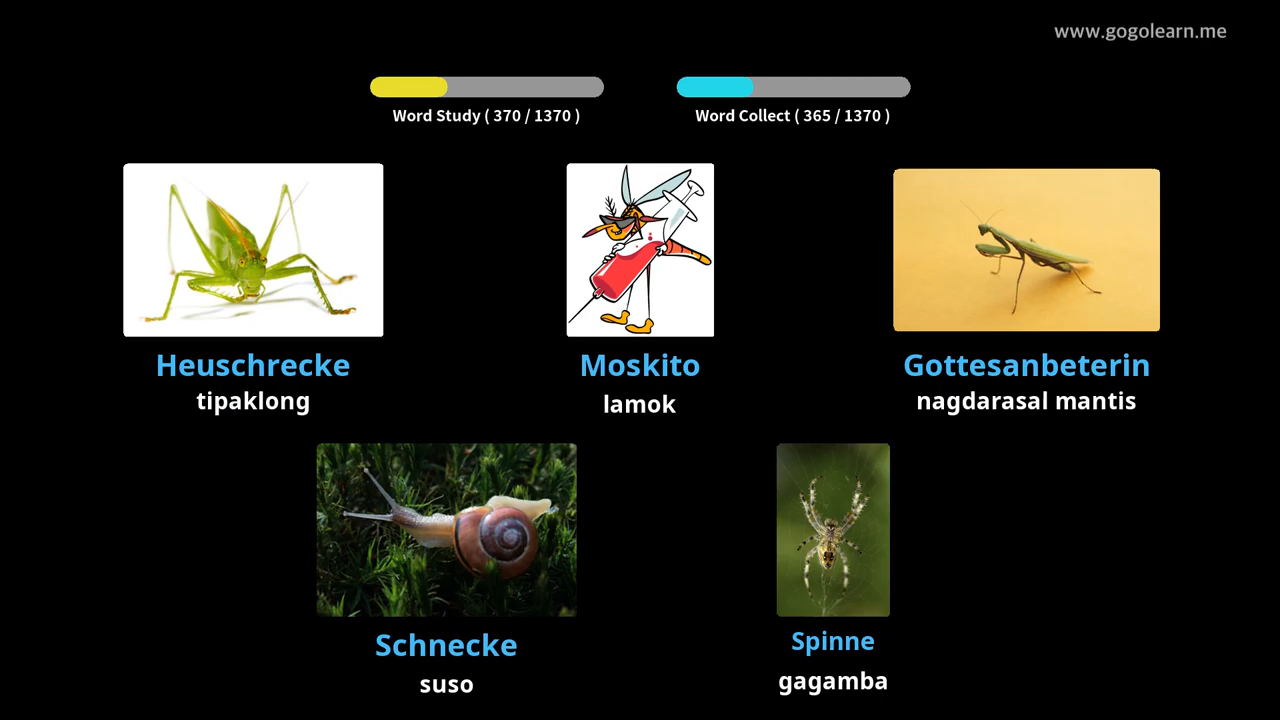 www.gogolearn.me
Word Study ( 370 / 1370 )
Word Collect ( 365 / 1370 )
Heuschrecke
tipaklong
Moskito
lamok
Gottesanbeterin
nagdarasal mantis
Schnecke
suso
Spinne
gagamba